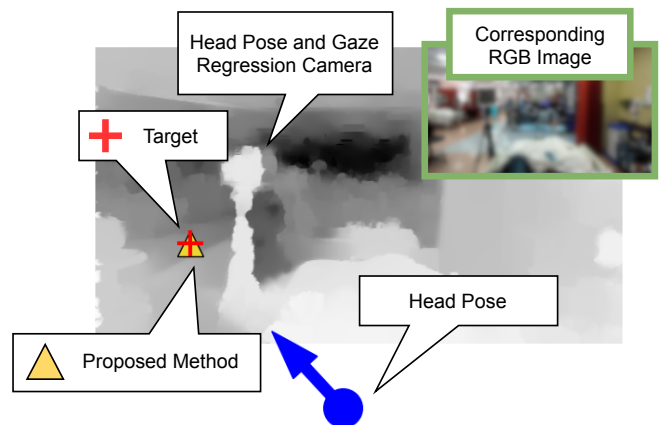 Head Pose and Gaze
Regression Camera
Corresponding
RGB Image
Target
Head Pose
Proposed Method